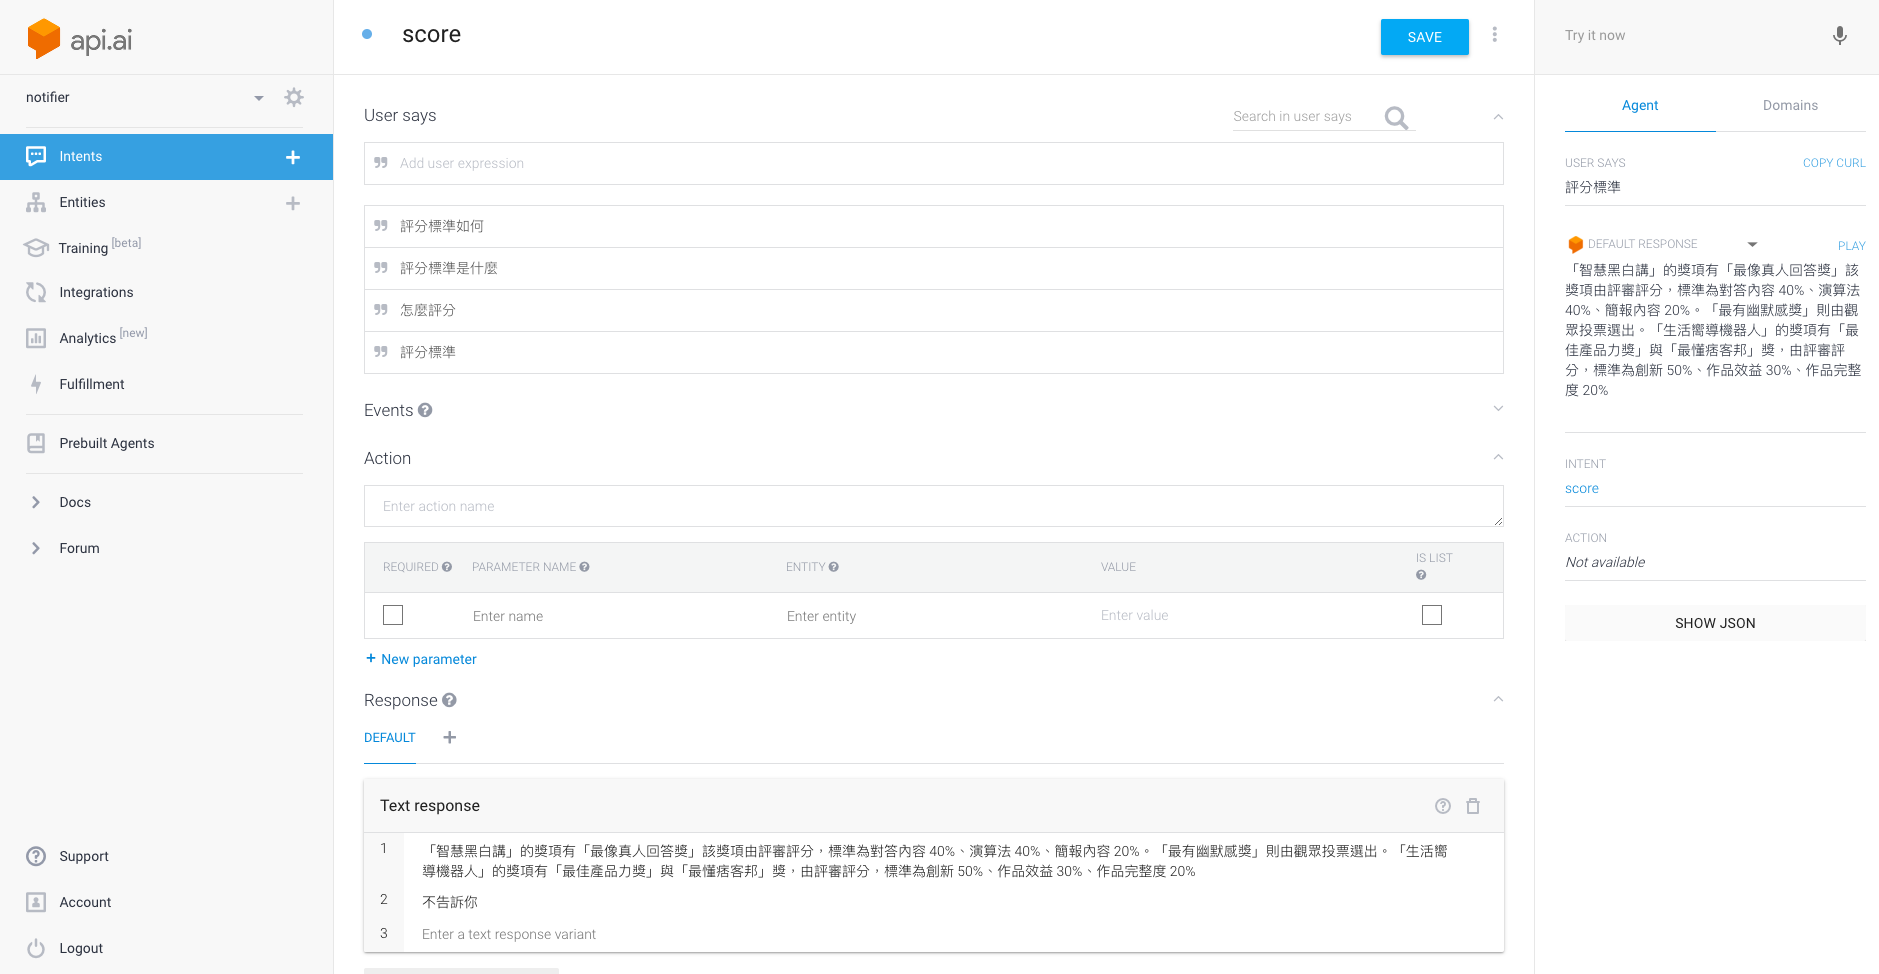 api.ai
notifier
Intents
Entities
Training [beta]
Integrations
Analytics [new]
Fulfillment
Prebuilt Agents
Docs
Forum
Support
Account
Logout
score
SAVE
User says
Search in user says
Add user expression
評分標準如何
評分標準是什麼
怎麼評分
評分標準
Events
Action
Enter action name
REQUIRED PARAMETER NAME ENTITY VALUE IS LIST
Enter name Enter entity Enter value
+ New parameter
Response
DEFAULT +
Text response
1 「智慧黑白講」的獎項有「最像真人回答獎」該獎項由評審評分，標準為對答內容 40%、演算法 40%、簡報內容 20%。「最有幽默感獎」則由觀眾投票選出。「生活嚮
導機器人」的獎項有「最佳產品力獎」與「最懂痞客邦」獎，由評審評分，標準為創新 50%、作品效益 30%、作品完整度 20%
2 不告訴你
3 Enter a text response variant
Try it now
Agent Domains
USER SAYS COPY CURL
評分標準
DEFAULT RESPONSE PLAY
「智慧黑白講」的獎項有「最像真人回答獎」該
獎項由評審評分，標準為對答內容 40%、演算法
40%、簡報內容 20%。「最有幽默感獎」則由觀
眾投票選出。「生活嚮導機器人」的獎項有「最
佳產品力獎」與「最懂痞客邦」獎，由評審評
分，標準為創新 50%、作品效益 30%、作品完整
度 20%
INTENT
score
ACTION
Not available
SHOW JSON